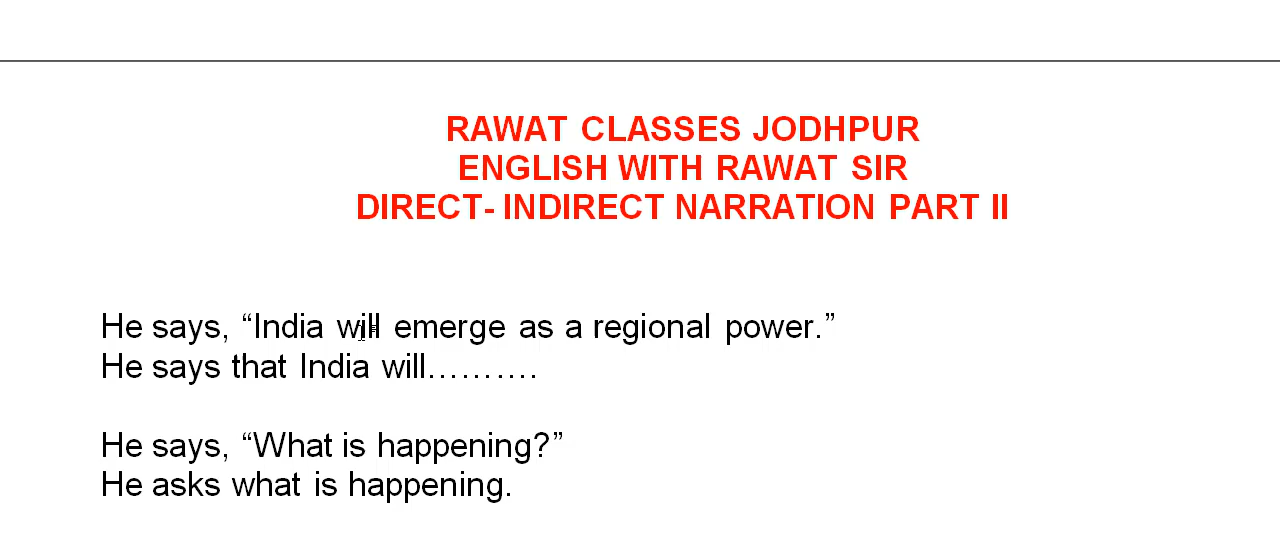 RAWAT CLASSES JODHPUR
ENGLISH WITH RAWAT SIR
DIRECT- INDIRECT NARRATION PART II
He says, “India will emerge as a regional power.”
He says that India will……….
He says, “What is happening?”
He asks what is happening.